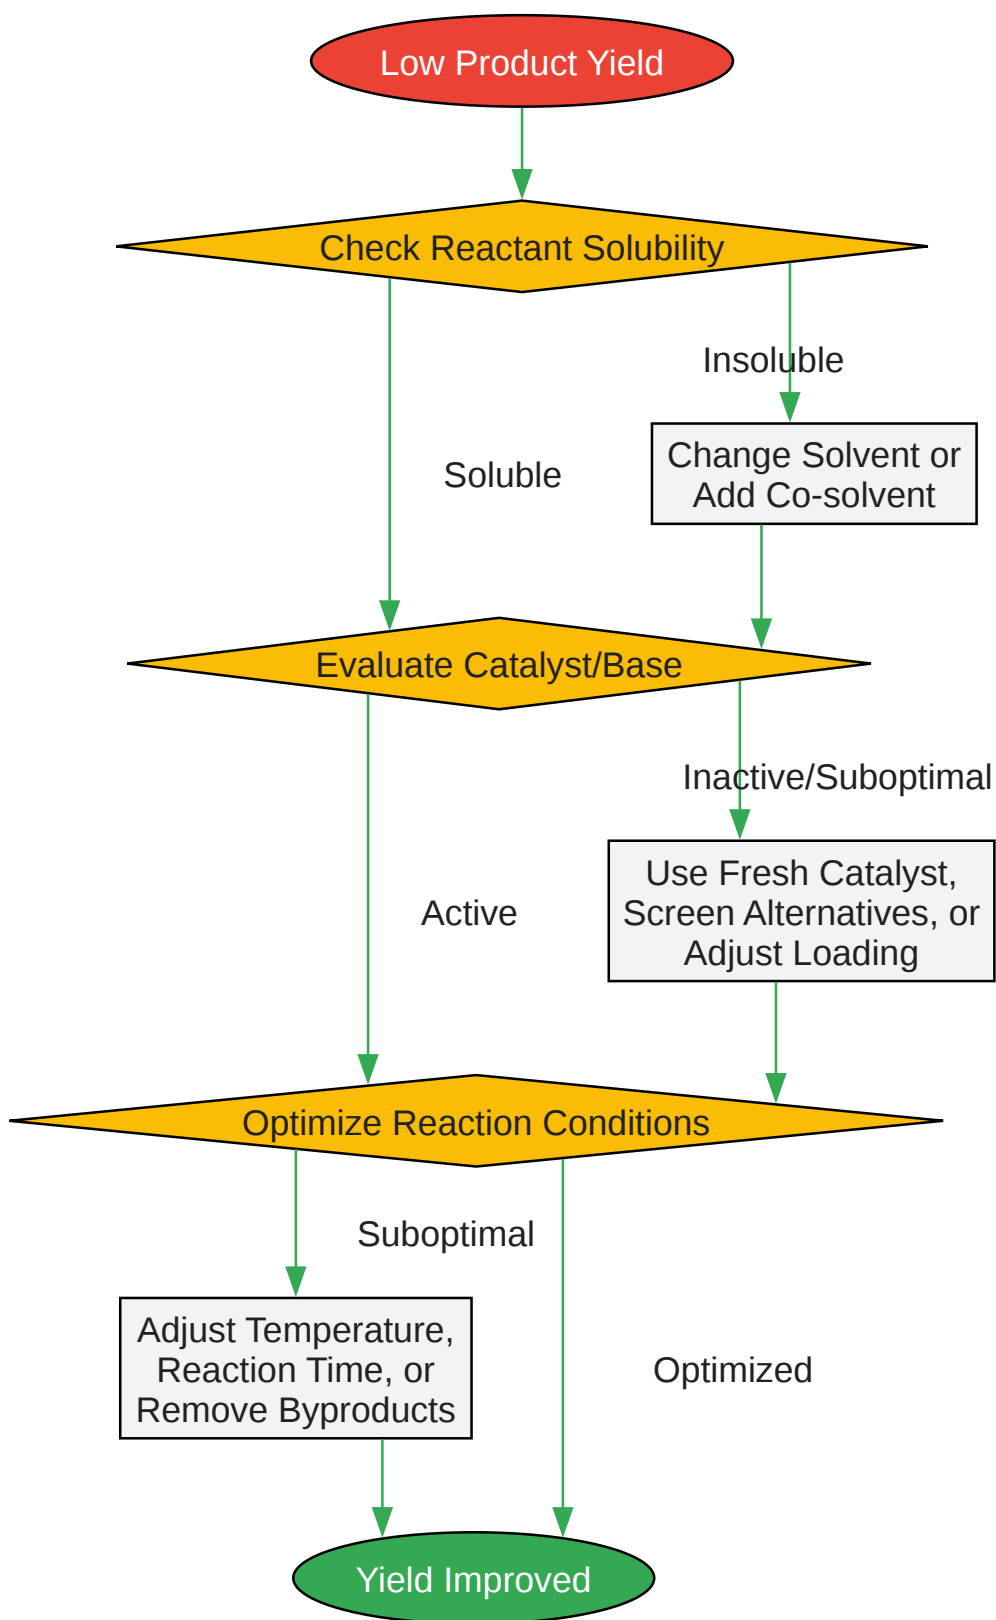 Low Product Yield
Check Reactant Solubility
Insoluble
Change Solvent or
Add Co-solvent
Soluble
Evaluate Catalyst/Base
Inactive/Suboptimal
Use Fresh Catalyst,
Screen Alternatives, or
Adjust Loading
Active
Optimize Reaction Conditions
Suboptimal
Adjust Temperature,
Reaction Time, or
Remove Byproducts
Optimized
Yield Improved